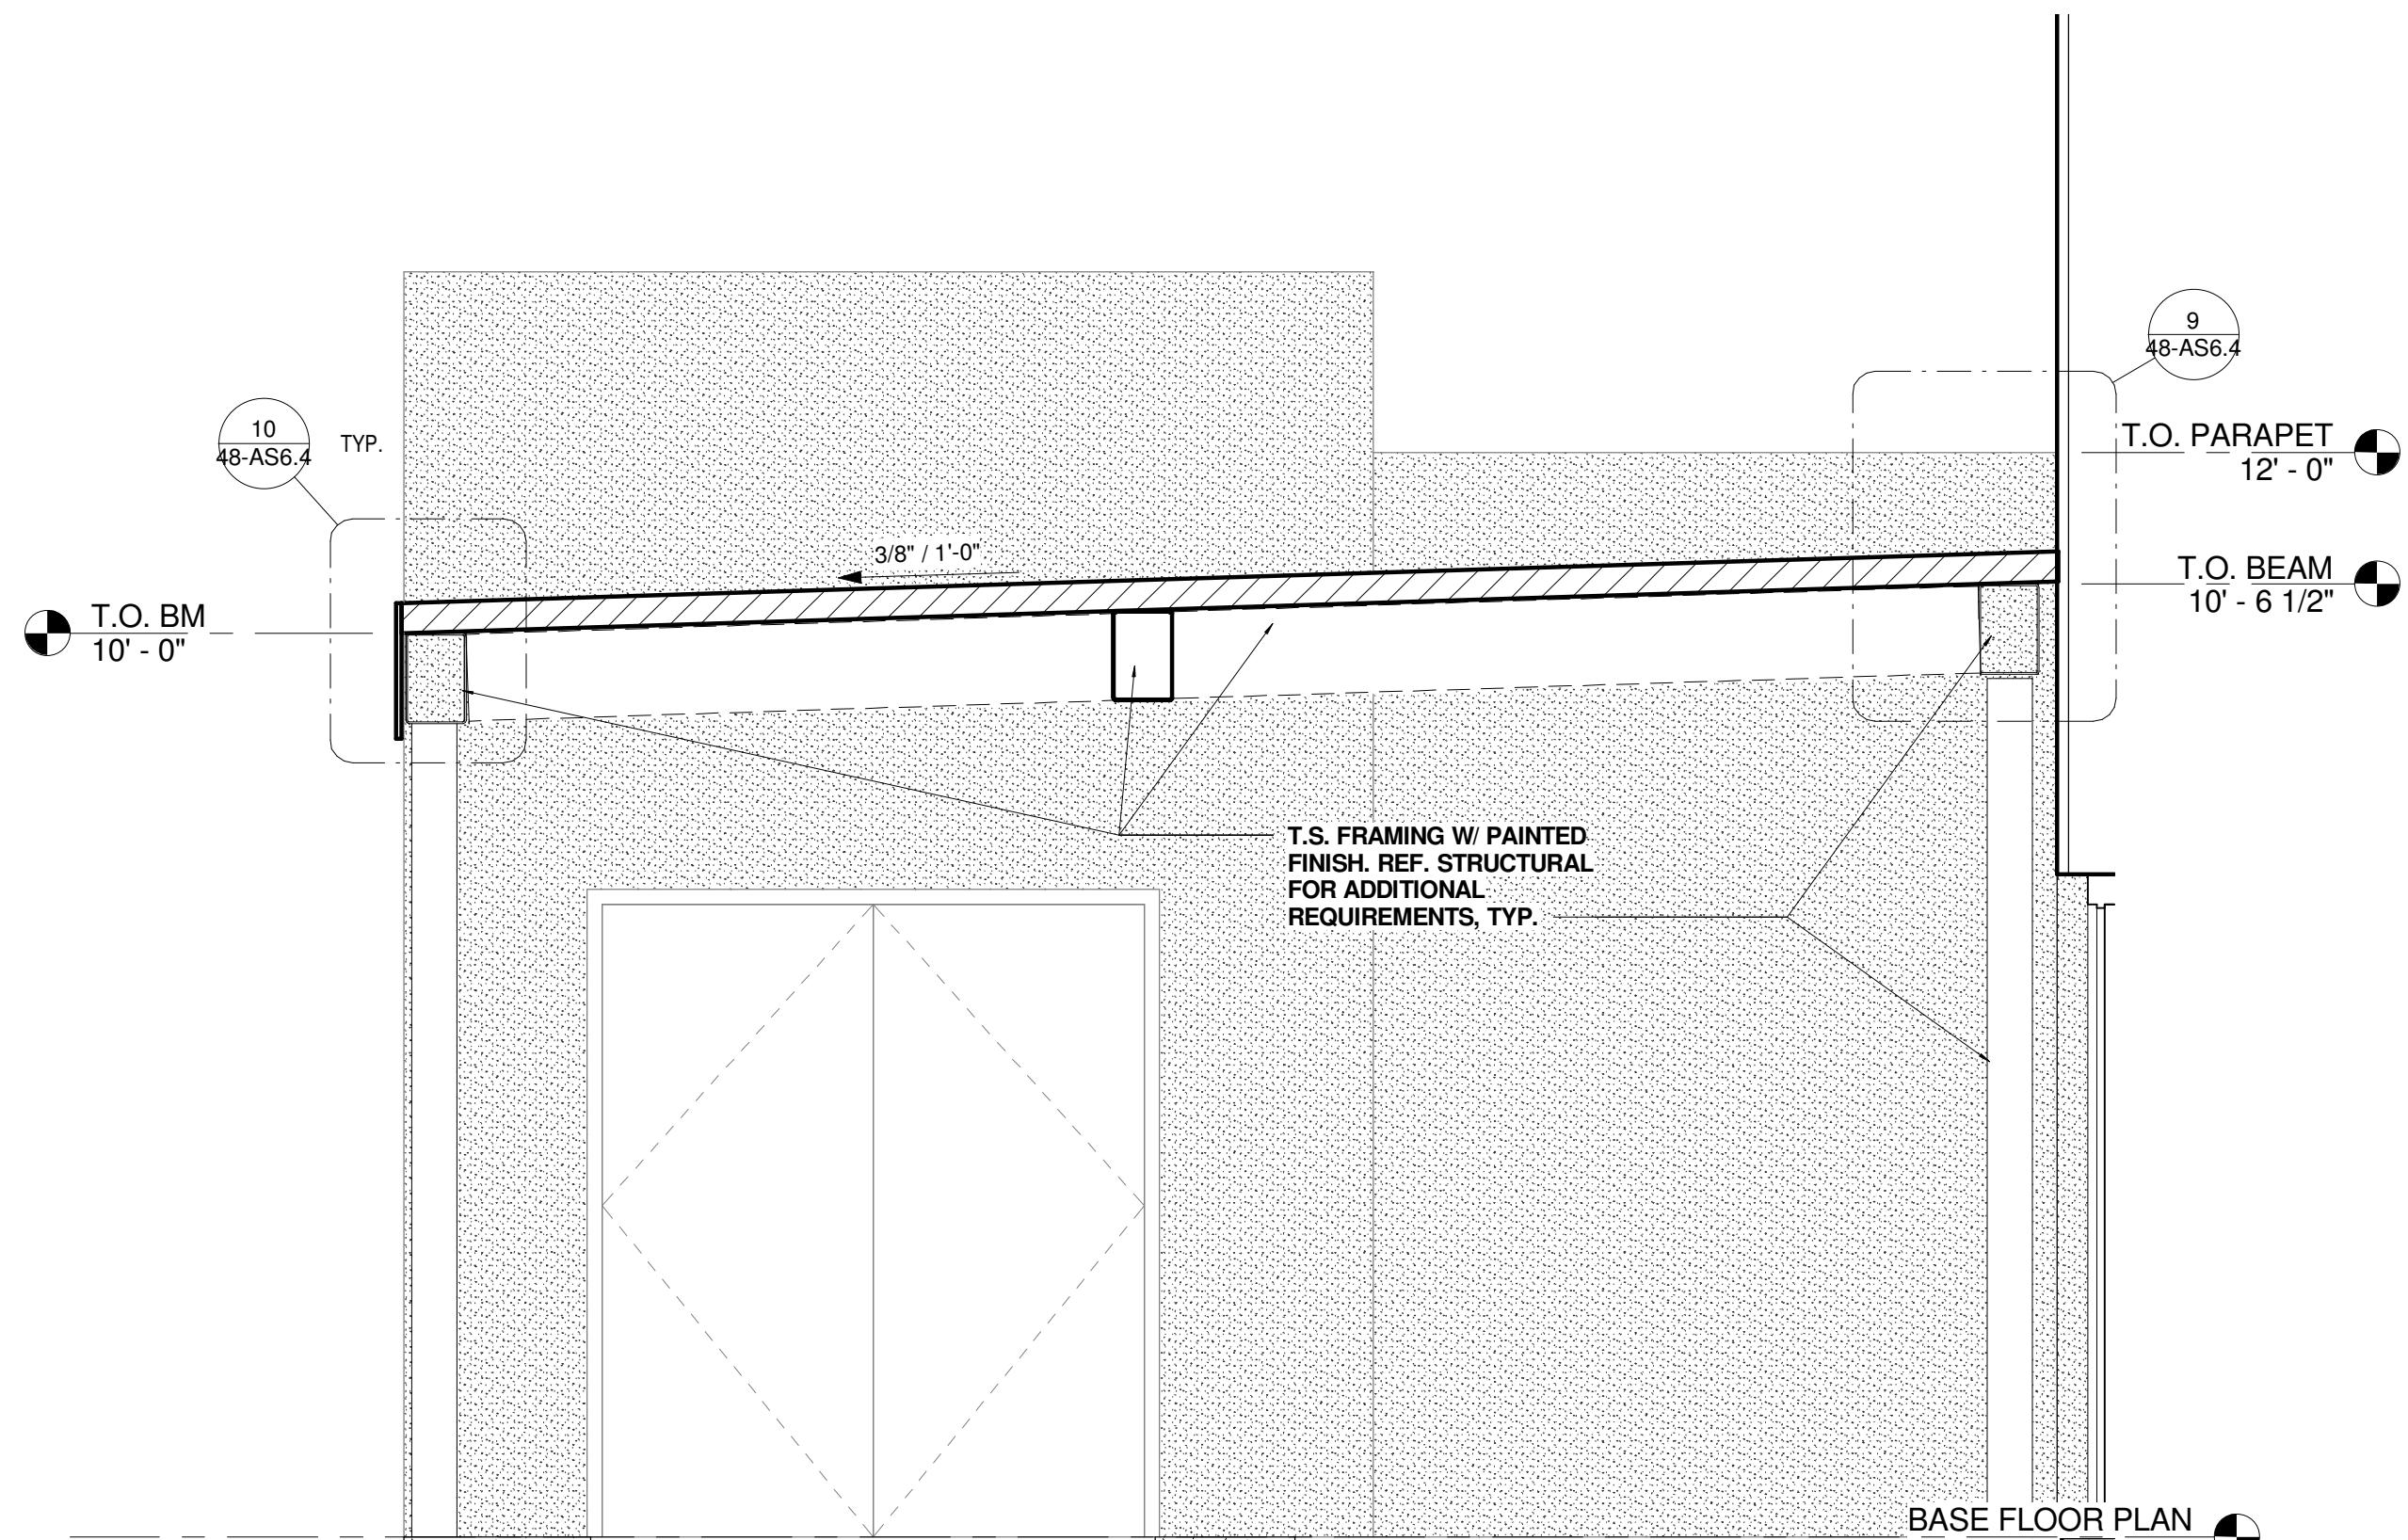 9
48-AS6.4
10
48-AS6.4
TYP.
T.O. PARAPET
12' - 0"
3/8" / 1'-0"
T.O. BEAM
10' - 6 1/2"
T.O. BM
10' - 0"
T.S. FRAMING W/ PAINTED
FINISH. REF. STRUCTURAL
FOR ADDITIONAL
REQUIREMENTS, TYP.
BASE FLOOR PLAN